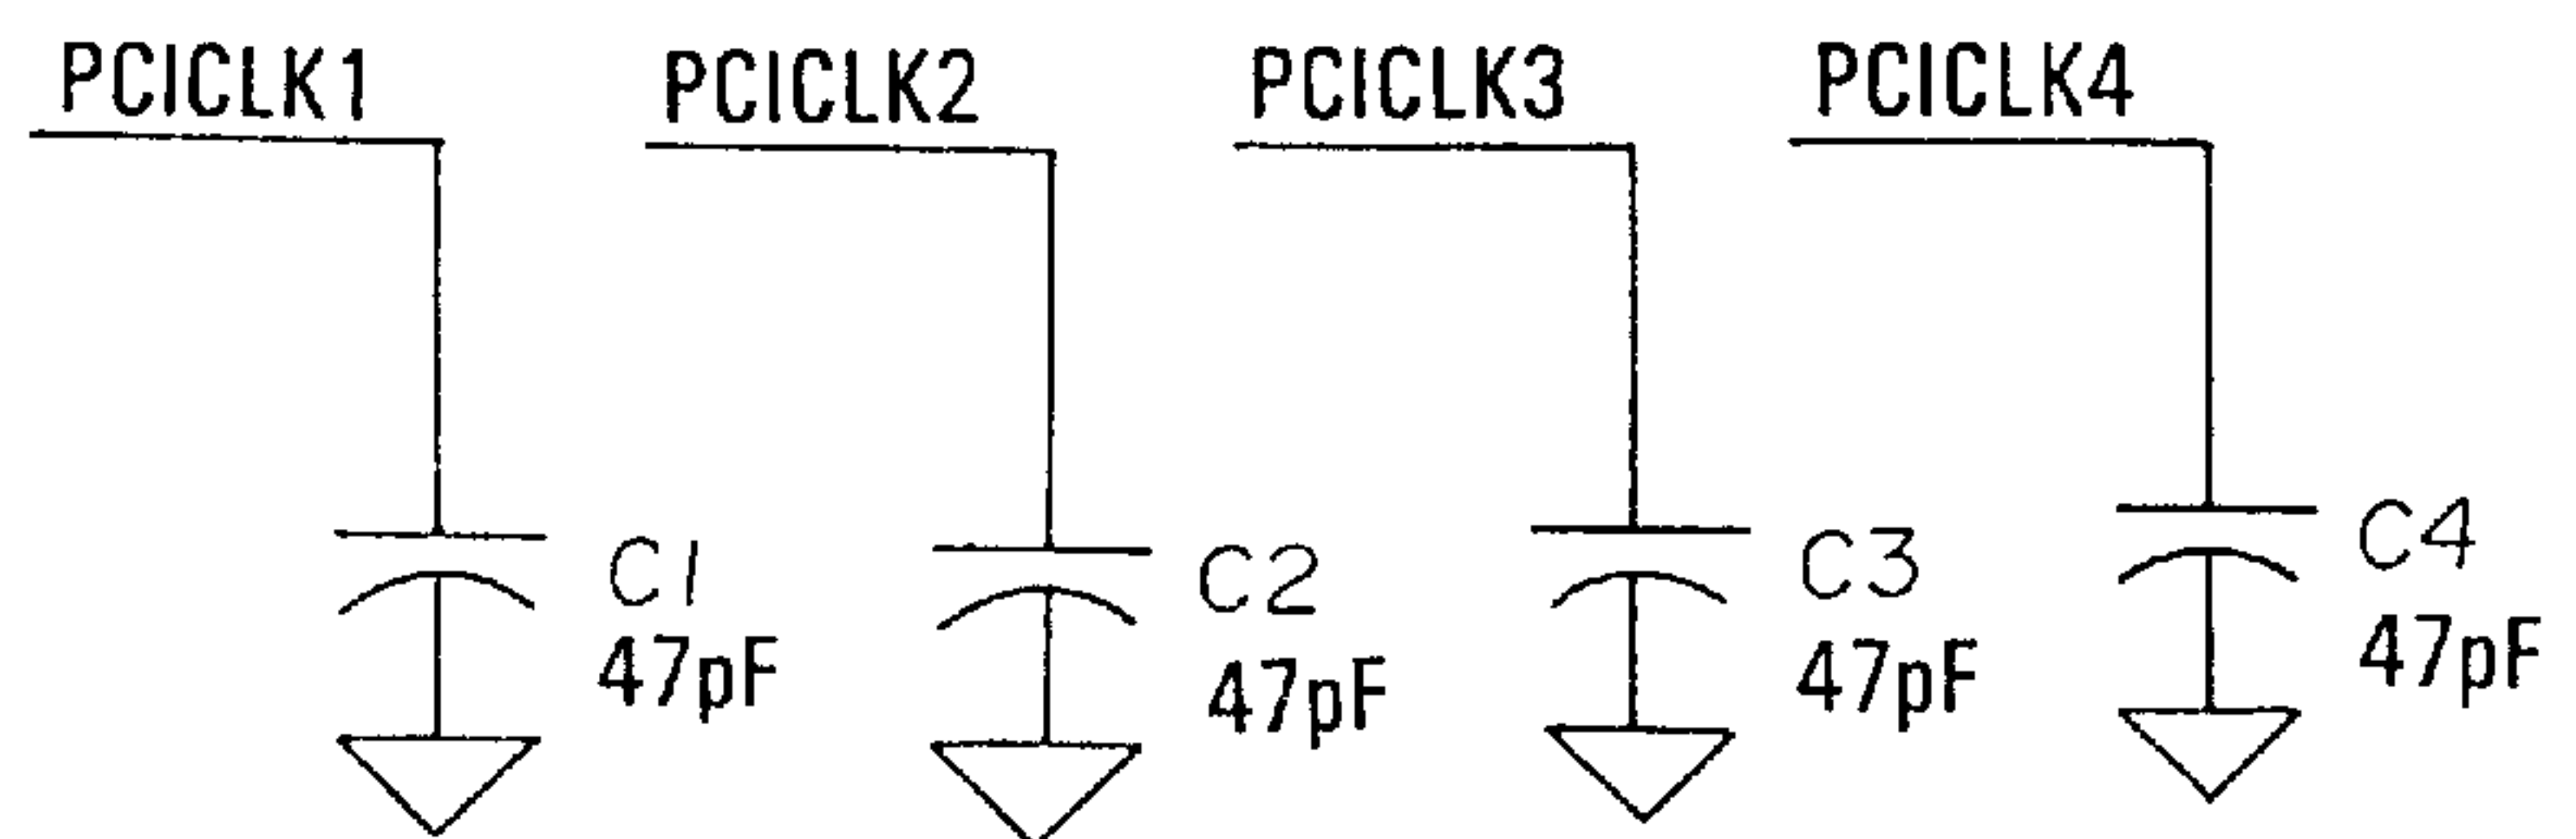 PCICLK1
PCICLK2
PCICLK3
PCICLK4
C1
47pF
C2
47pF
C3
47pF
C4
47pF